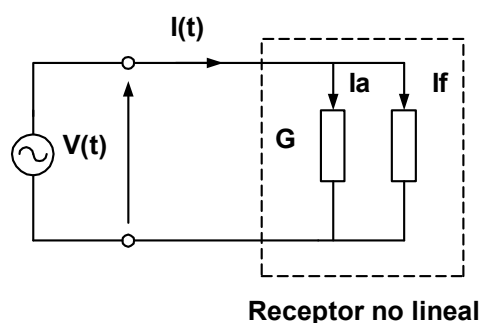 I(t)
Ia
If
G
V(t)
Receptor no lineal